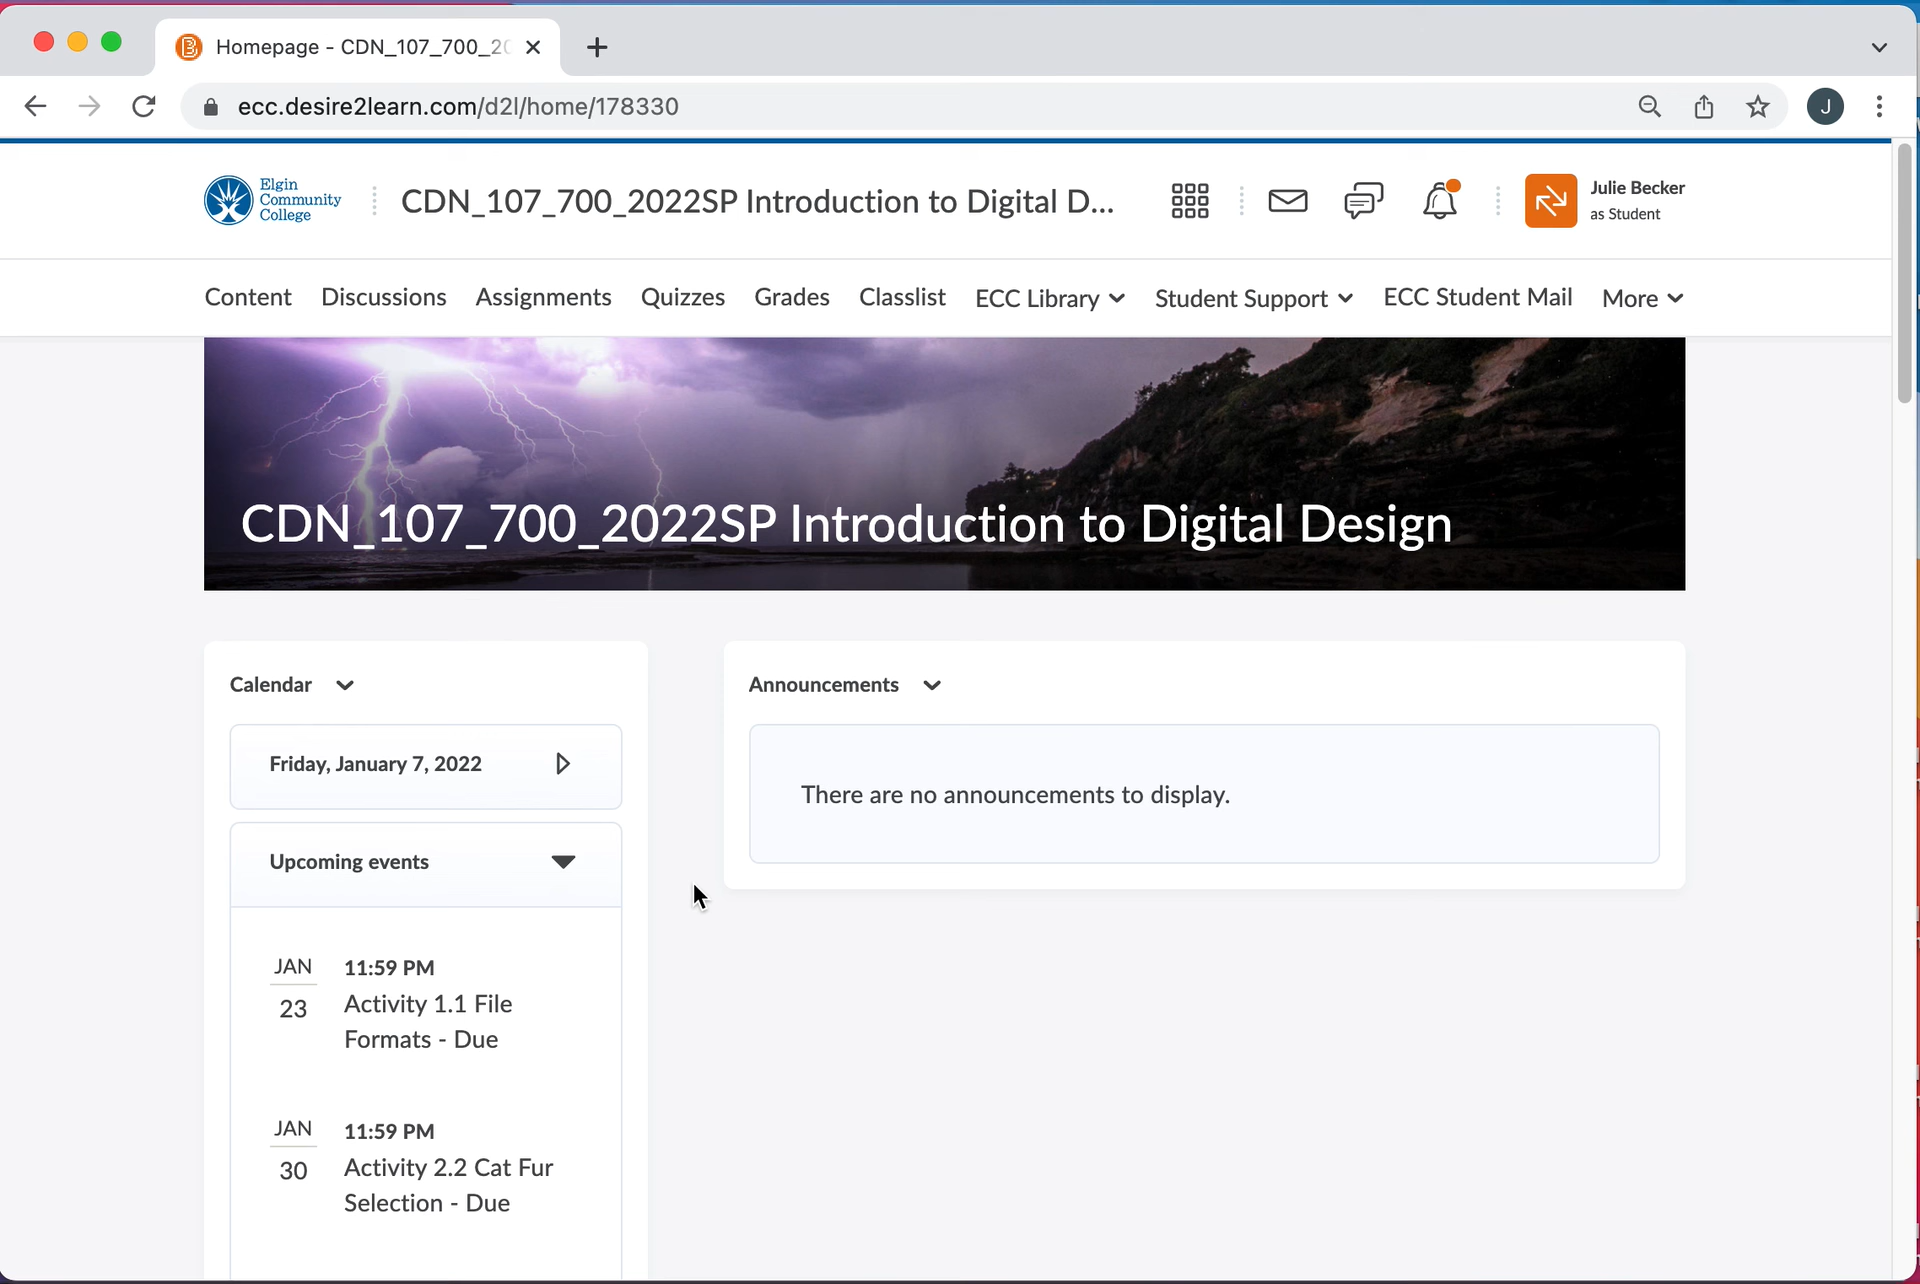 Homepage - CDN_107_700_20
ecc.desire2learn.com/d2l/home/178330
J
Elgin
Community
College
CDN_107_700_2022SP Introduction to Digital D...
Julie Becker
as Student
Content Discussions Assignments Quizzes Grades Classlist ECC Library Student Support ECC Student Mail More
CDN_107_700_2022SP Introduction to Digital Design
Calendar
Friday, January 7, 2022
Upcoming events
JAN
23
11:59 PM
Activity 1.1 File
Formats - Due
JAN
30
11:59 PM
Activity 2.2 Cat Fur
Selection - Due
Announcements
There are no announcements to display.